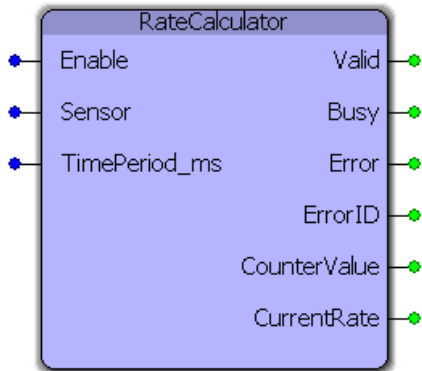 RateCalculator
Enable Valid
Sensor Busy
TimePeriod_ms Error
ErrorID
CounterValue
CurrentRate